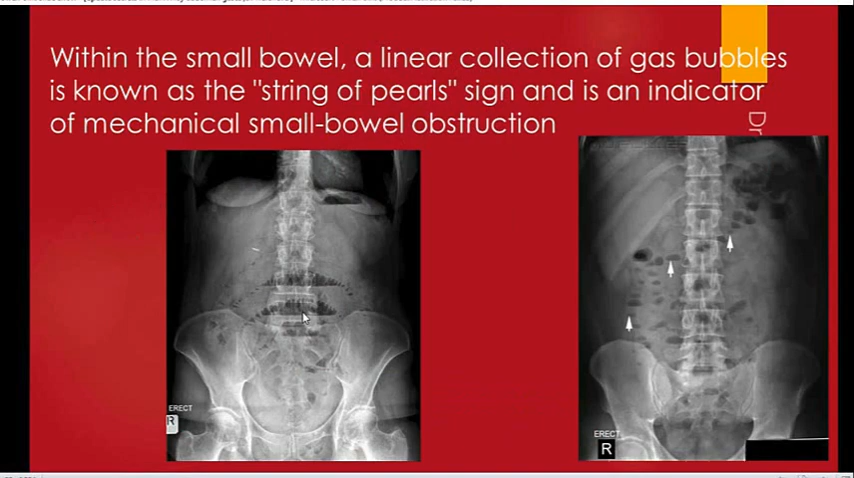 Within the small bowel, a linear collection of gas bubbles
is known as the "string of pearls" sign and is an indicator
of mechanical small-bowel obstruction
Dr
ERECT
R
ERECT
R